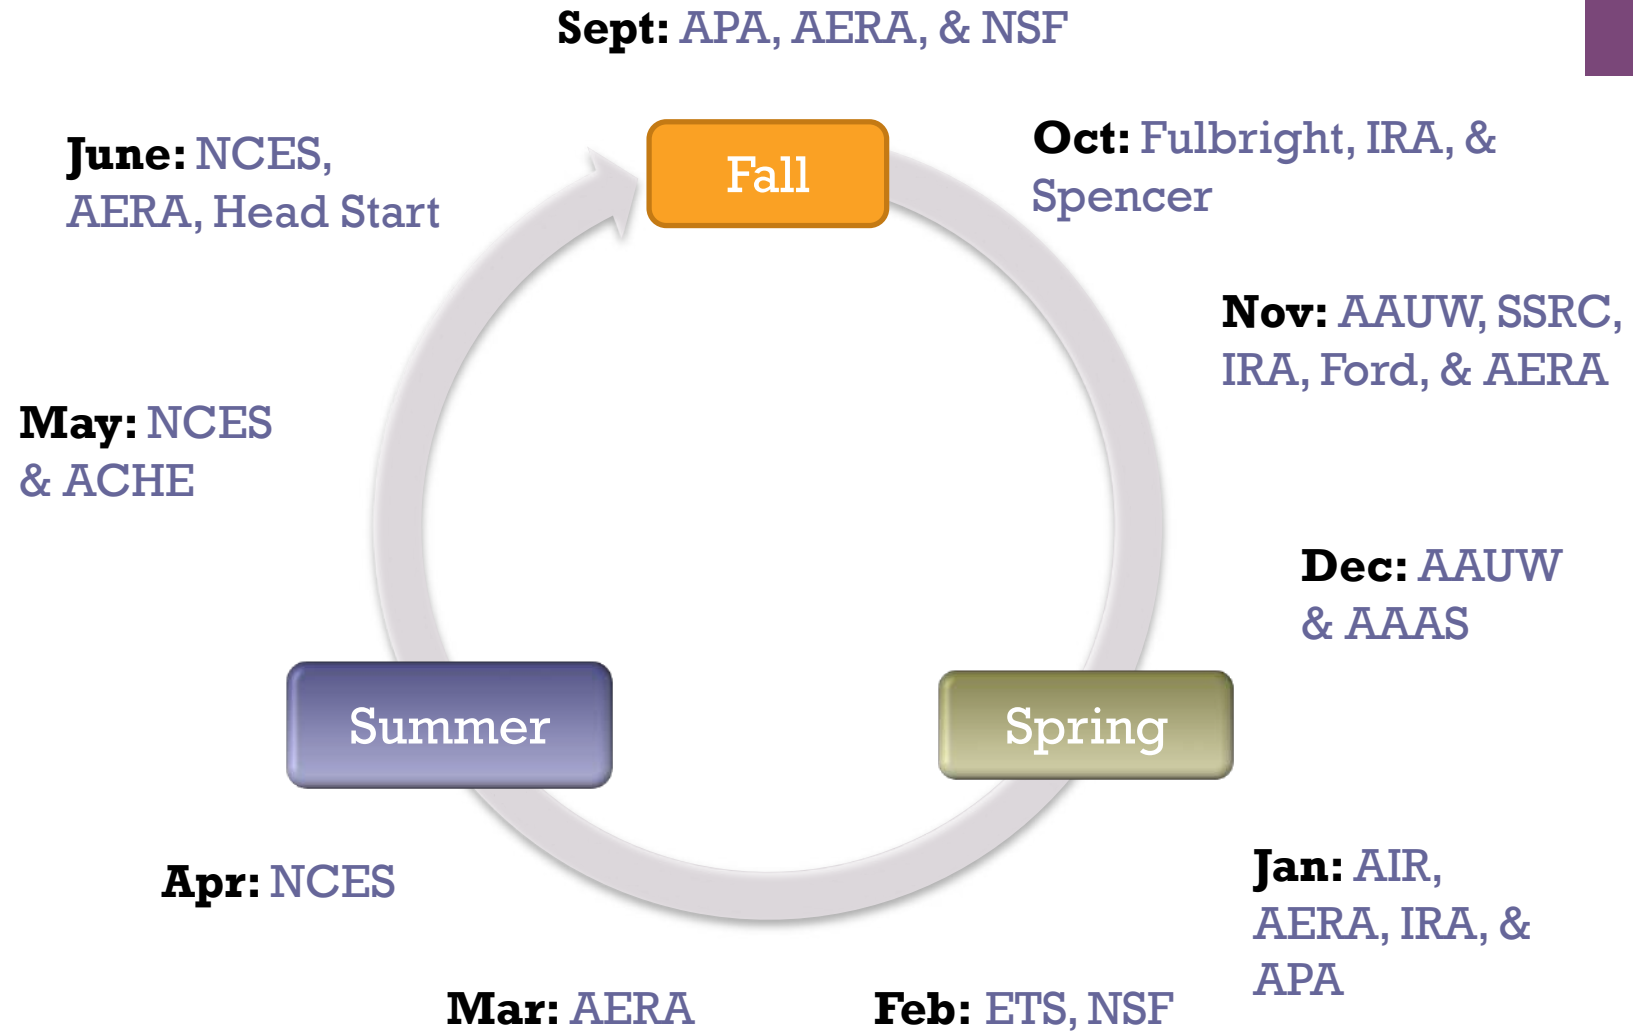 Sept: APA, AERA, & NSF
Fall
Oct: Fulbright, IRA, &
Spencer
Nov: AAUW, SSRC,
IRA, Ford, & AERA
Dec: AAUW
& AAAS
Spring
Jan: AIR,
AERA, IRA, &
APA
Feb: ETS, NSF
Mar: AERA
Apr: NCES
Summer
May: NCES
& ACHE
June: NCES,
AERA, Head Start